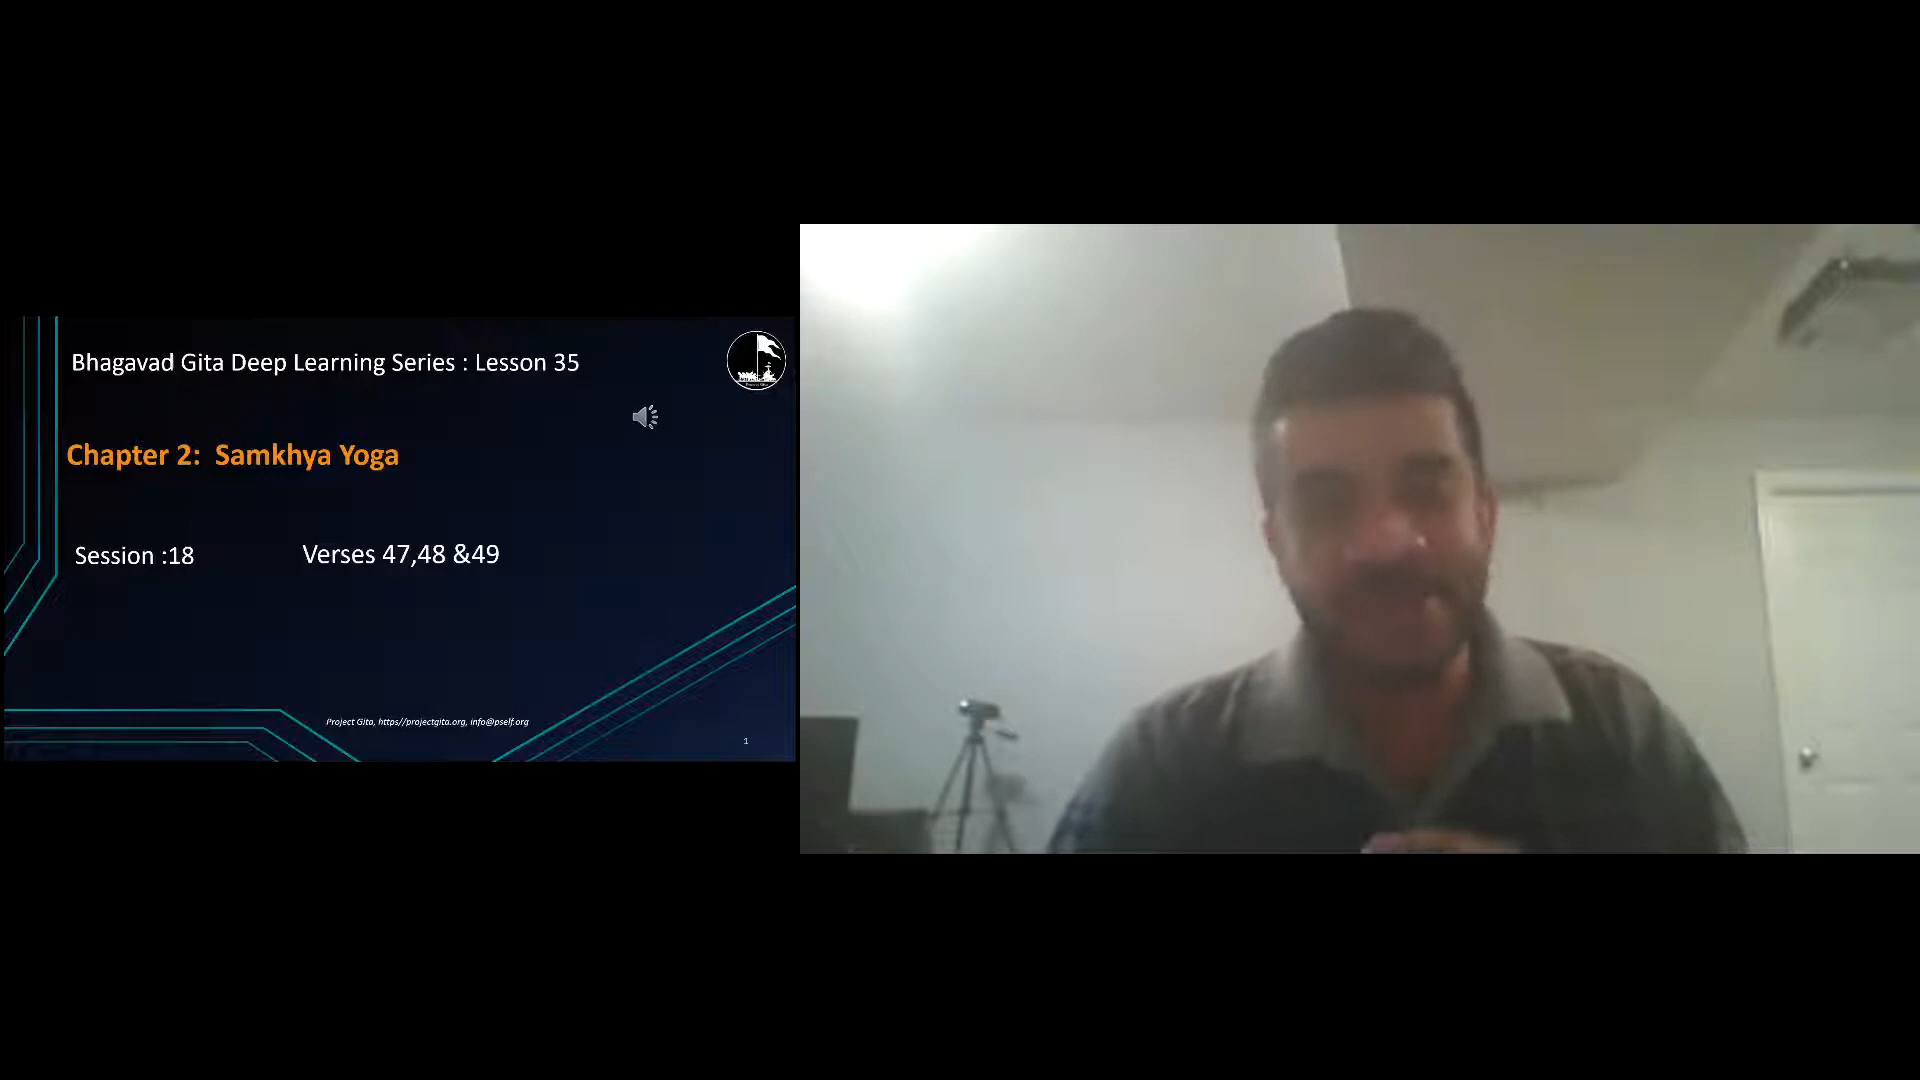 Bhagavad Gita Deep Learning Series : Lesson 35
Chapter 2:  Samkhya Yoga
Session :18
Verses 47,48 &49
Project Gita, https//projectgita.org, info@pself.org
1